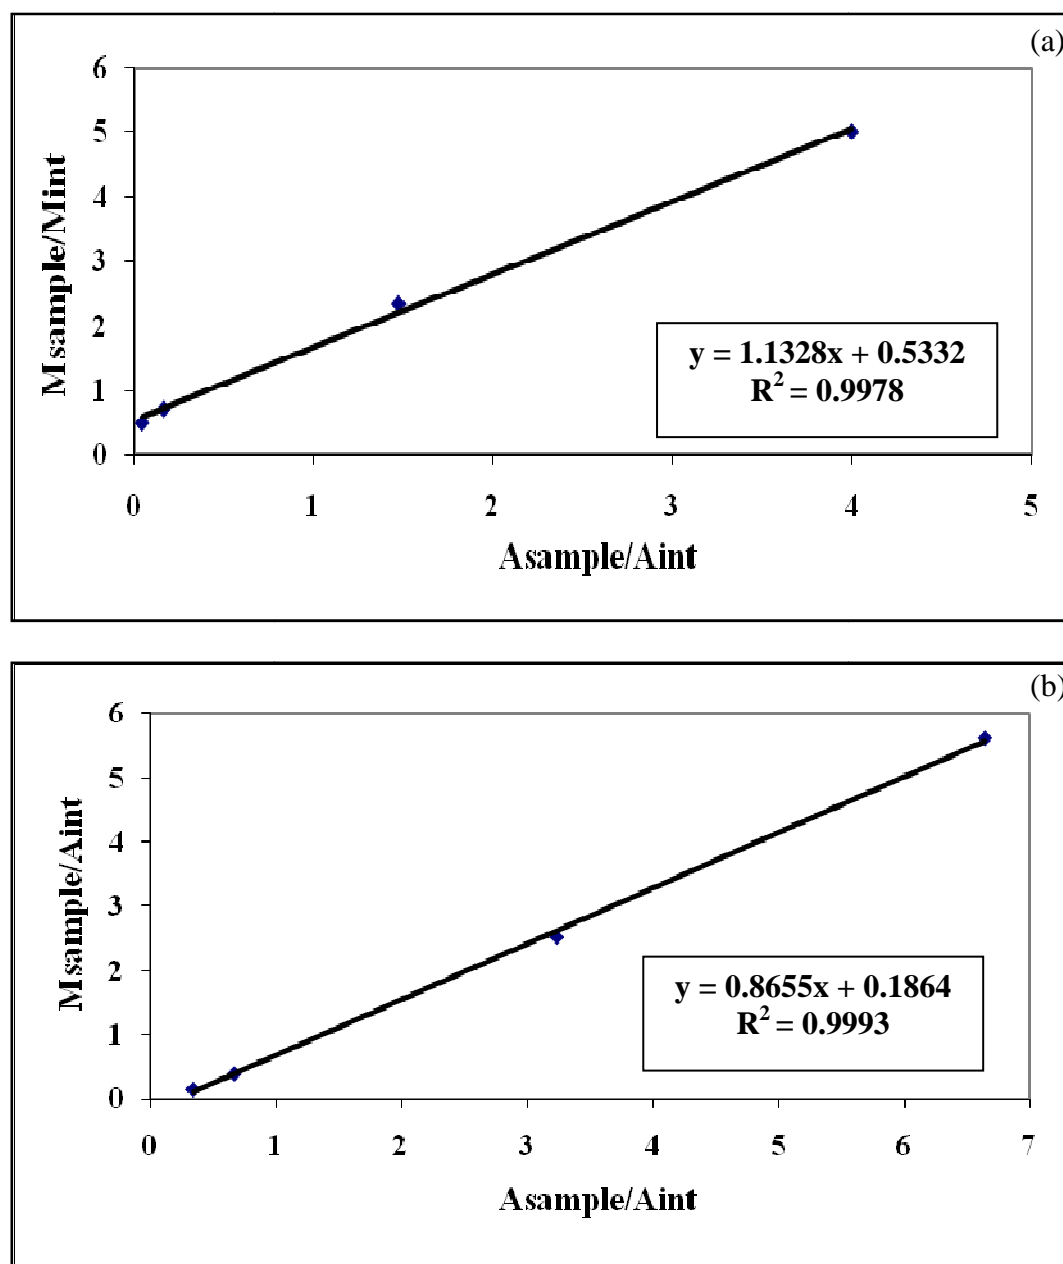 (a)
6
5
4
3
2
1
0
Msample/Mint
y = 1.1328x + 0.5332
R² = 0.9978
0 1 2 3 4 5
Asample/Aint
(b)
6
5
4
3
2
1
0
Msample/Aint
y = 0.8655x + 0.1864
R² = 0.9993
0 1 2 3 4 5 6 7
Asample/Aint